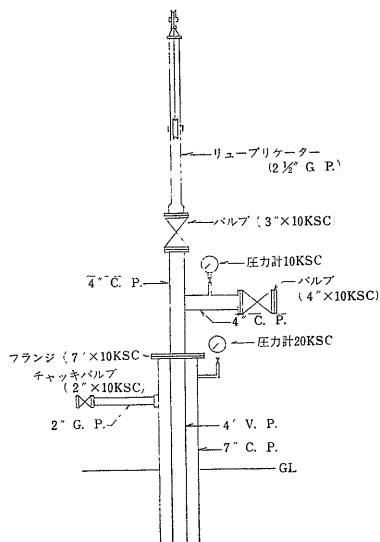 リューブリケーター
(2½″ G P.)
バルブ (3″×10KSC)
圧力計10KSC
4″ C. P.
バルブ
(4″×10KSC)
4″ C. P.
フランジ (7′×10KSC
圧力計20KSC
チャッキバルブ
(2″×10KSC)
2″ G. P.
4′ V. P.
7″ C. P.
GL